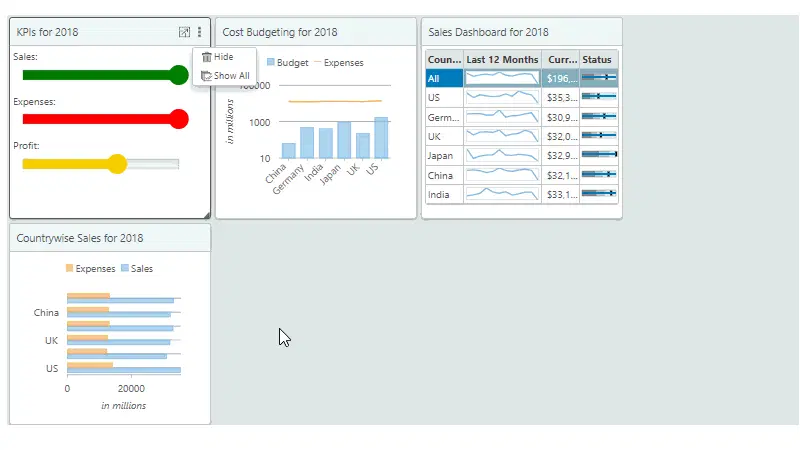 KPIs for 2018
Sales:
Expenses:
Profit:
Hide
Show All
Cost Budgeting for 2018
Budget Expenses
in millions
100000
1000
10
China
Germany
India
Japan
UK
US
Sales Dashboard for 2018
Coun... Last 12 Months Curr... Status
All $196,...
US $35,3...
Germ... $30,9...
UK $32,0...
Japan $32,9...
China $32,1...
India $33,1...
Countrywise Sales for 2018
Expenses Sales
China
UK
US
0 20000
in millions